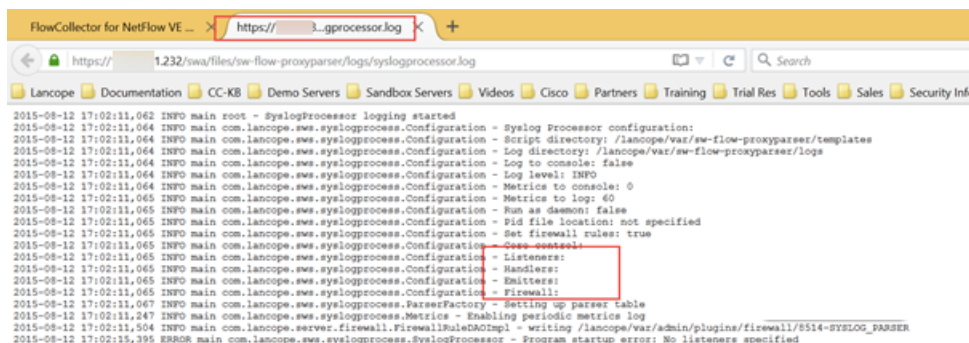 FlowCollector for NetFlow VE ... × https:// 3...gprocessor.log × +
https:// 1.232/swa/files/sw-flow-proxyparser/logs/syslogprocessor.log Search
Lancope Documentation CC-KB Demo Servers Sandbox Servers Videos Cisco Partners Training Trial Res Tools Sales Security Inf
2015-08-12 17:02:11,062 INFO main root - SyslogProcessor logging started
2015-08-12 17:02:11,064 INFO main com.lancope.sws.syslogprocess.Configuration - Syslog Processor configuration:
2015-08-12 17:02:11,064 INFO main com.lancope.sws.syslogprocess.Configuration - Script directory: /lancope/var/sw-flow-proxyparser/templates
2015-08-12 17:02:11,064 INFO main com.lancope.sws.syslogprocess.Configuration - Log directory: /lancope/var/sw-flow-proxyparser/logs
2015-08-12 17:02:11,064 INFO main com.lancope.sws.syslogprocess.Configuration - Log to console: false
2015-08-12 17:02:11,064 INFO main com.lancope.sws.syslogprocess.Configuration - Log level: INFO
2015-08-12 17:02:11,064 INFO main com.lancope.sws.syslogprocess.Configuration - Metrics to console: 0
2015-08-12 17:02:11,065 INFO main com.lancope.sws.syslogprocess.Configuration - Metrics to log: 60
2015-08-12 17:02:11,065 INFO main com.lancope.sws.syslogprocess.Configuration - Run as daemon: false
2015-08-12 17:02:11,065 INFO main com.lancope.sws.syslogprocess.Configuration - Pid file location: not specified
2015-08-12 17:02:11,065 INFO main com.lancope.sws.syslogprocess.Configuration - Set firewall rules: true
2015-08-12 17:02:11,065 INFO main com.lancope.sws.syslogprocess.Configuration - Core control:
2015-08-12 17:02:11,065 INFO main com.lancope.sws.syslogprocess.Configuration - Listeners:
2015-08-12 17:02:11,065 INFO main com.lancope.sws.syslogprocess.Configuration - Handlers:
2015-08-12 17:02:11,065 INFO main com.lancope.sws.syslogprocess.Configuration - Emitters:
2015-08-12 17:02:11,065 INFO main com.lancope.sws.syslogprocess.Configuration - Firewall:
2015-08-12 17:02:11,067 INFO main com.lancope.sws.syslogprocess.ParserFactory - Setting up parser table
2015-08-12 17:02:11,247 INFO main com.lancope.sws.syslogprocess.Metrics - Enabling periodic metrics log
2015-08-12 17:02:11,504 INFO main com.lancope.server.firewall.FirewallRuleDAOImpl - writing /lancope/var/admin/plugins/firewall/8514-SYSLOG_PARSER
2015-08-12 17:02:15,395 ERROR main com.lancope.sws.syslogprocess.SyslogProcessor - Program startup error: No listeners specified